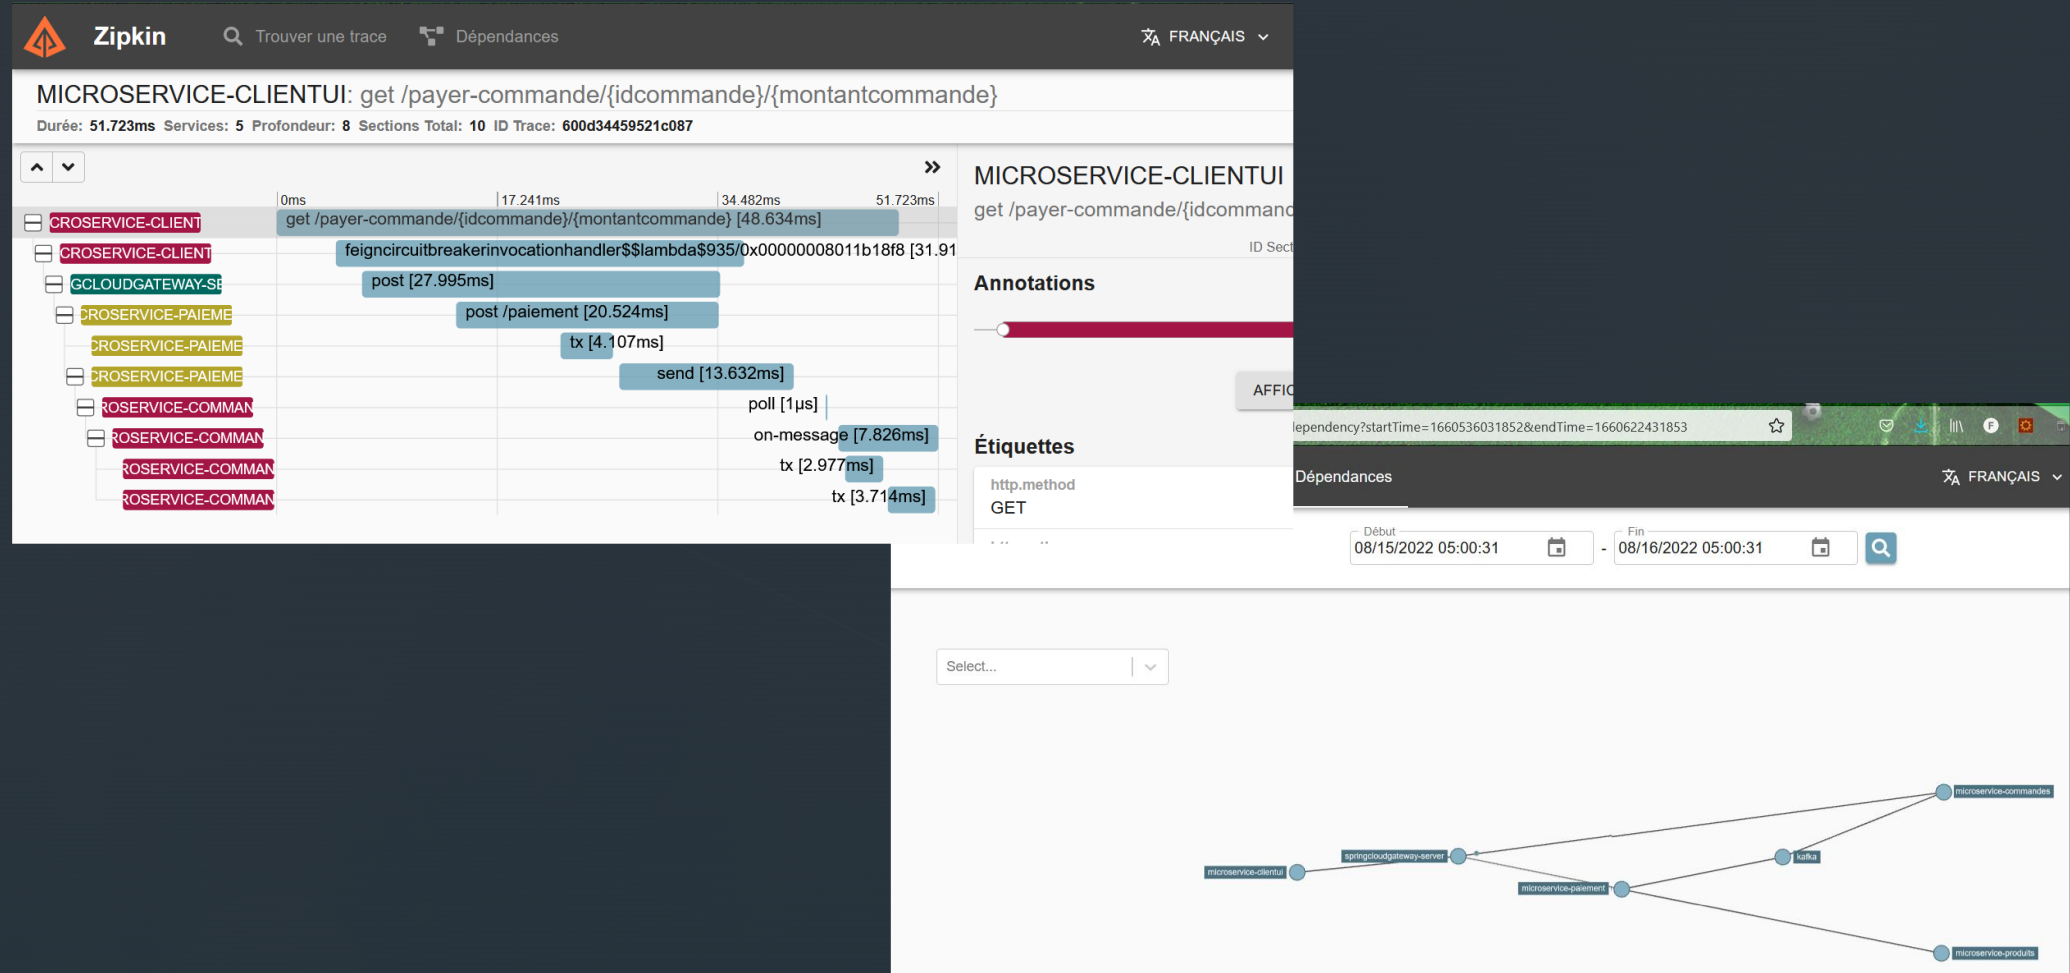 Zipkin
Trouver une trace
Dépendances
FRANÇAIS
MICROSERVICE-CLIENTUI: get /payer-commande/{idcommande}/{montantcommande}
Durée: 51.723ms Services: 5 Profondeur: 8 Sections Total: 10 ID Trace: 600d34459521c087
0ms 17.241ms 34.482ms 51.723ms
CROSERVICE-CLIENT get /payer-commande/{idcommande}/{montantcommande} [48.634ms]
CROSERVICE-CLIENT feigncircuitbreakerinvocationhandler$$lambda$935/0x00000008011b18f8 [31.91
GCLOUDGATEWAY-SE post [27.995ms]
CROSERVICE-PAIEME post /paiement [20.524ms]
CROSERVICE-PAIEME tx [4.107ms]
CROSERVICE-PAIEME send [13.632ms]
ROSERVICE-COMMAN poll [1µs]
ROSERVICE-COMMAN on-message [7.826ms]
ROSERVICE-COMMAN tx [2.977ms]
ROSERVICE-COMMAN tx [3.714ms]
MICROSERVICE-CLIENTUI
get /payer-commande/{idcommand
ID Sect
Annotations
AFFIC
Étiquettes
http.method
GET
dependency?startTime=1660536031852&endTime=1660622431853
Dépendances
FRANÇAIS
Début
08/15/2022 05:00:31
-
Fin
08/16/2022 05:00:31
Select...
microservice-commandes
springcloudgateway-server
kafka
microservice-clientui
microservice-paiement
microservice-produits